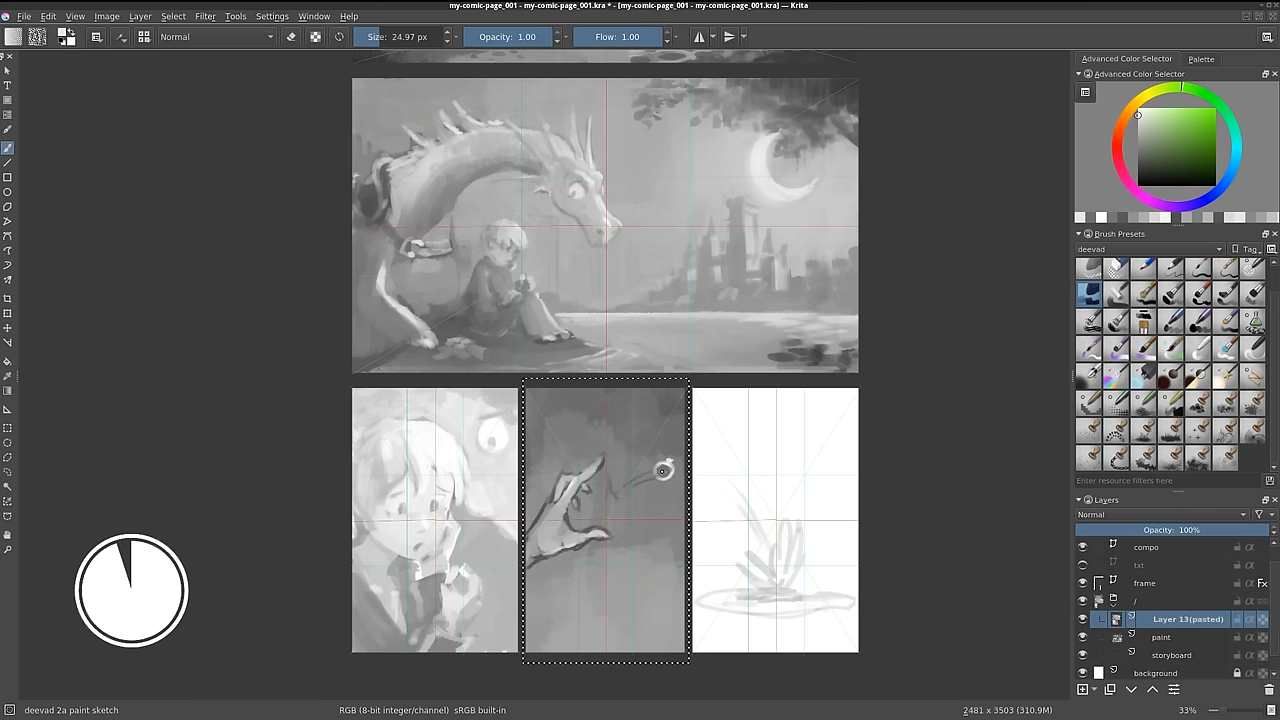 my-comic-page_001 - my-comic-page_001.kra * - [my-comic-page_001 - my-comic-page_001.kra] — Krita
File Edit View Image Layer Select Filter Tools Settings Window Help
Normal Size: 24.97 px Opacity: 1.00 Flow: 1.00
Advanced Color Selector Palette
Advanced Color Selector
Brush Presets
deevad Tag
Enter resource filters here
Layers
Normal
Opacity: 100%
compo
txt
frame Fx
/
Layer 13(pasted)
paint
storyboard
background
deevad 2a paint sketch RGB (8-bit integer/channel) sRGB built-in 2481 x 3503 (310.9M) 33%